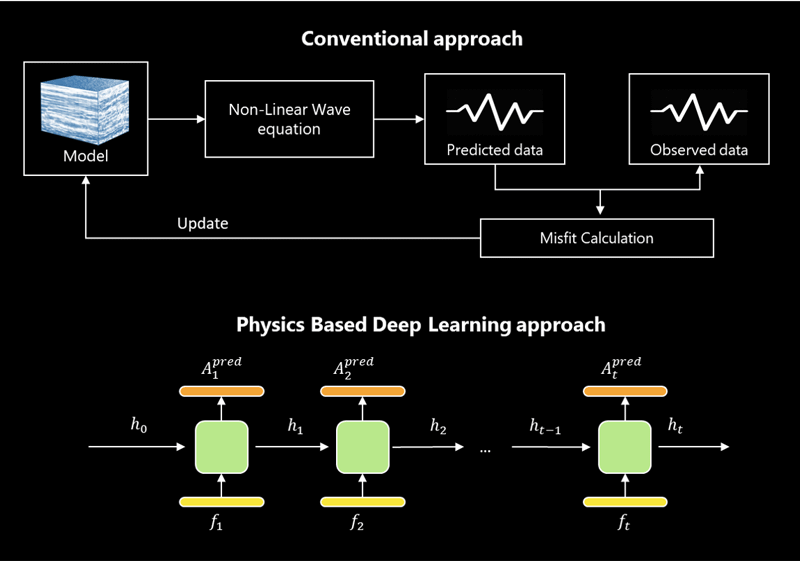 Conventional approach
Model
Non-Linear Wave
equation
Predicted data
Observed data
Update
Misfit Calculation
Physics Based Deep Learning approach
A_1^{pred}
A_2^{pred}
A_t^{pred}
h_0
h_1
h_2
...
h_{t-1}
h_t
f_1
f_2
f_t